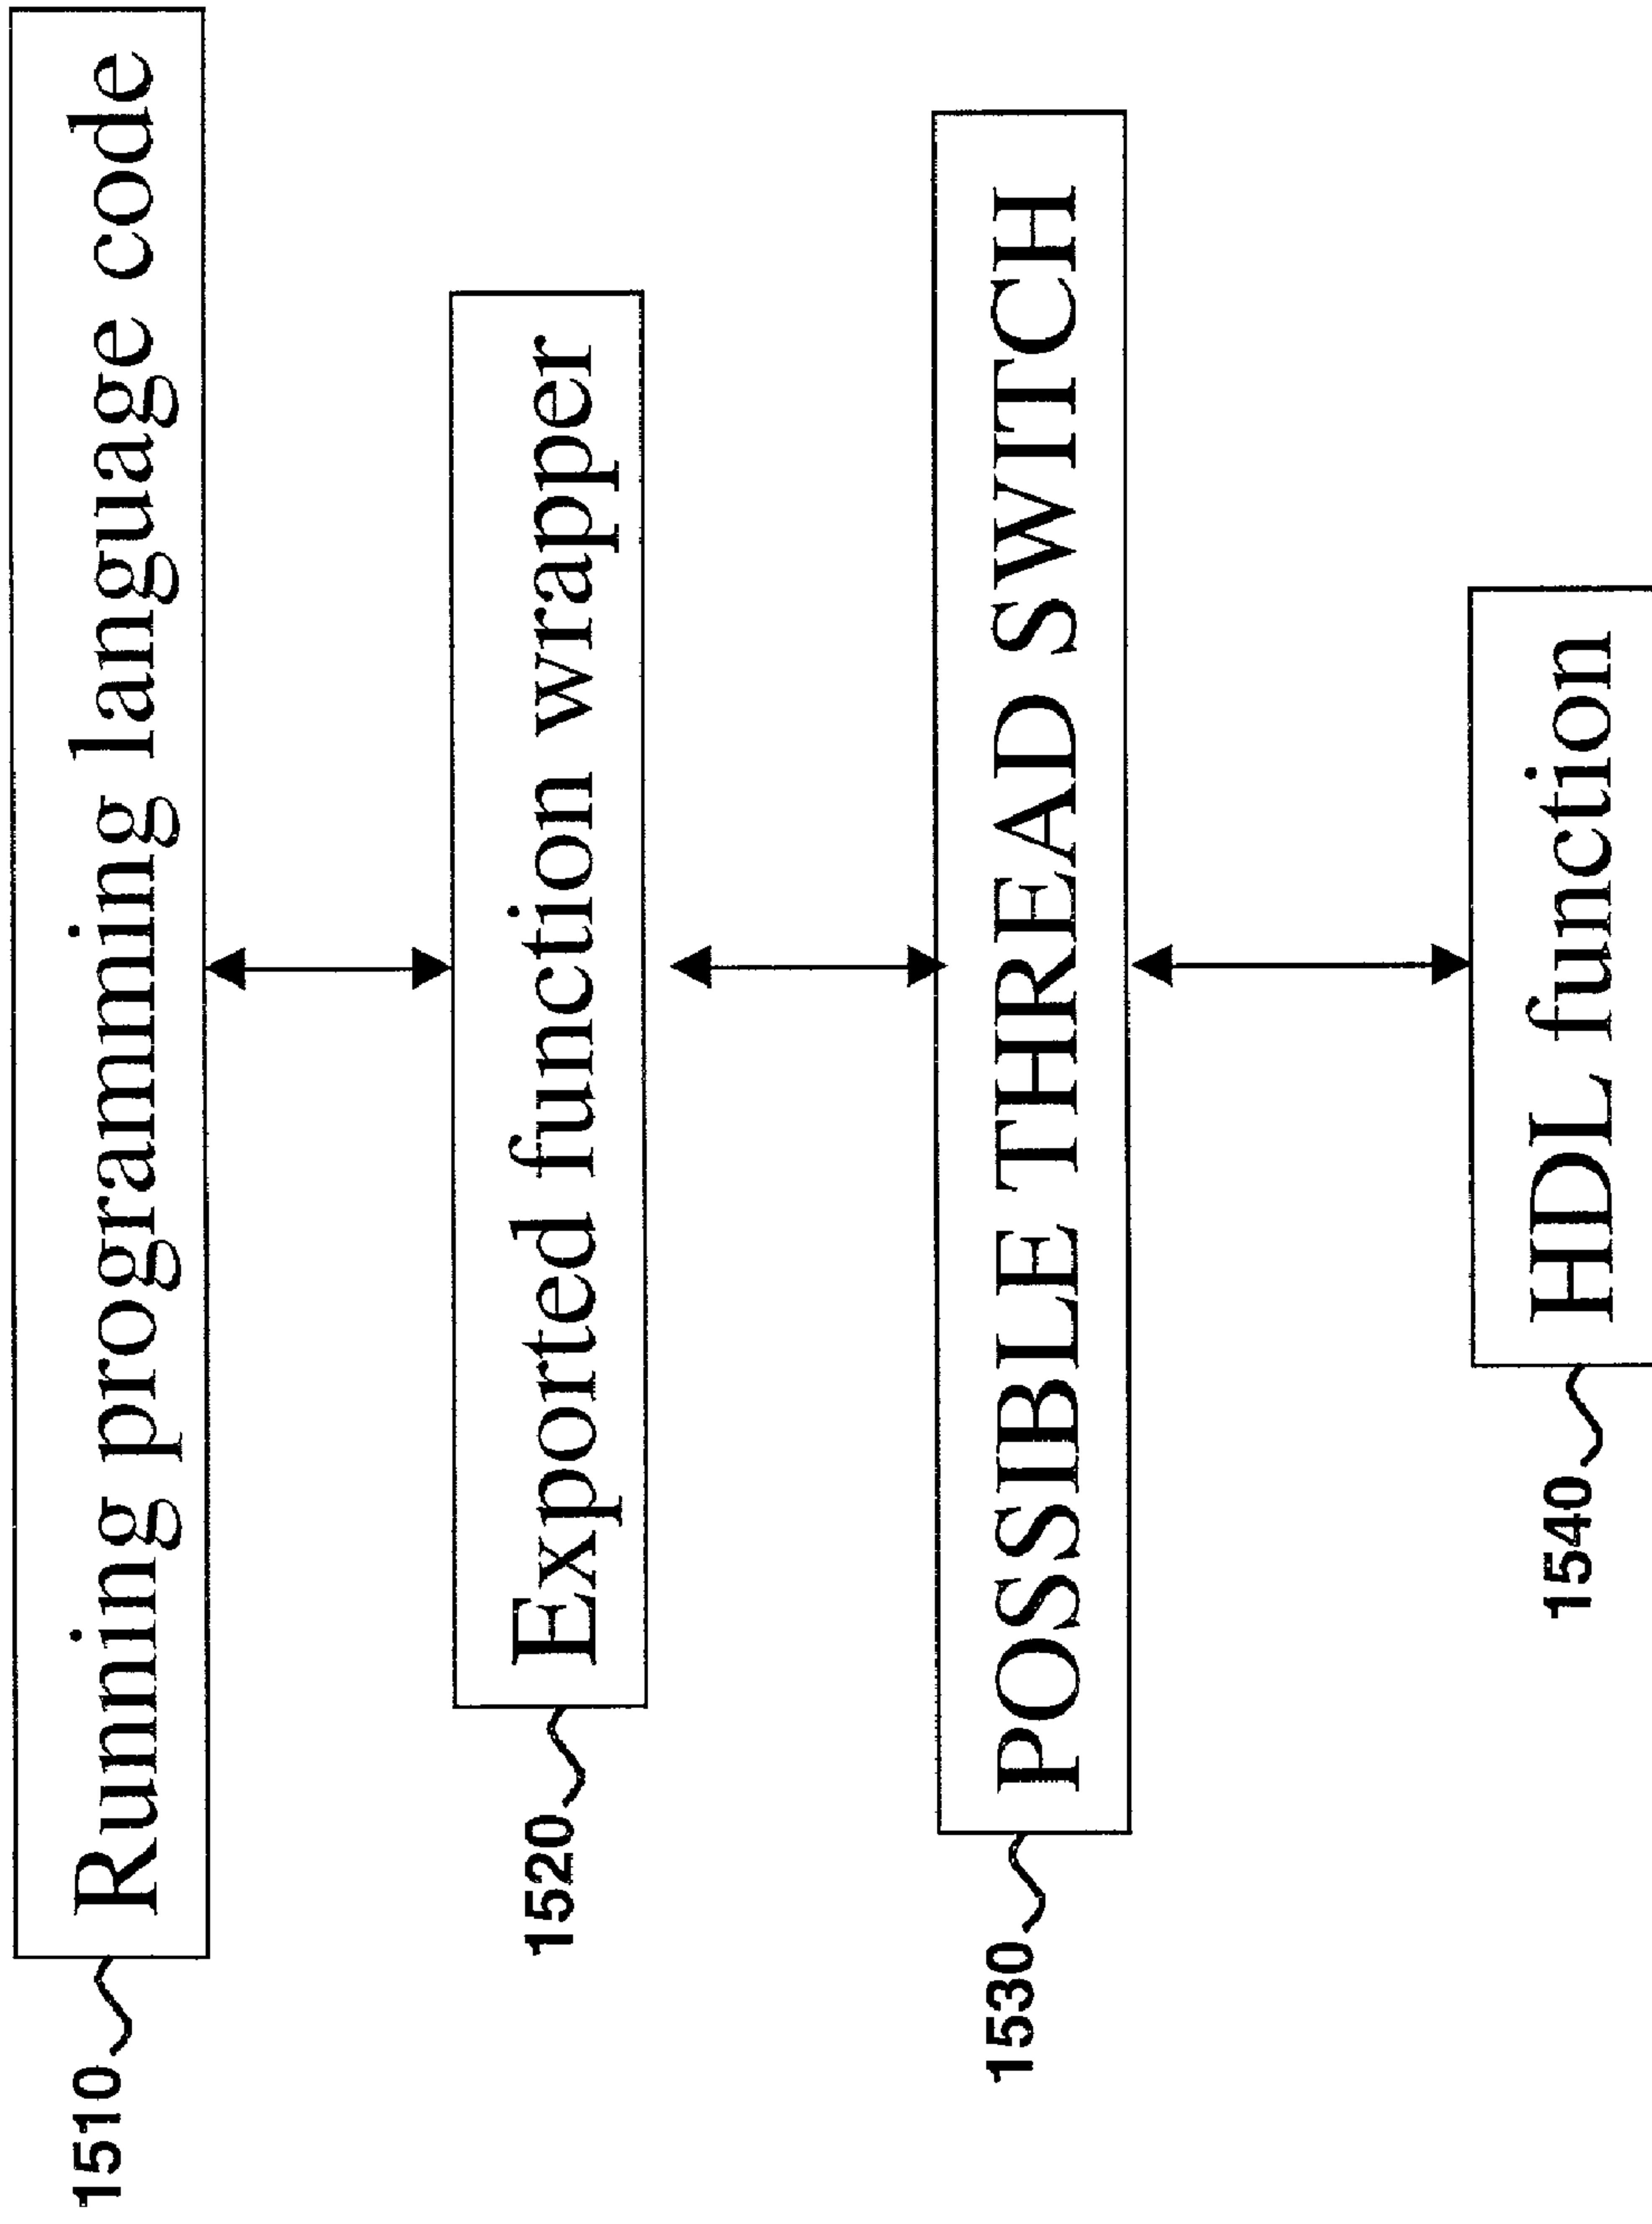 1510 Running programming language code
1520 Exported function wrapper
1530 POSSIBLE THREAD SWITCH
1540 HDL function